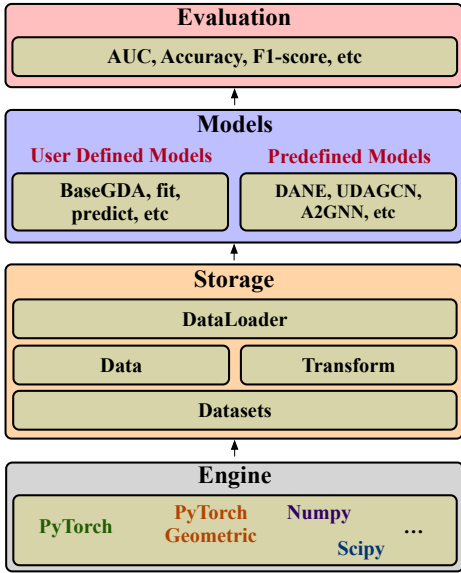 Evaluation
AUC, Accuracy, F1-score, etc
Models
User Defined Models
Predefined Models
BaseGDA, fit,
predict, etc
DANE, UDAGCN,
A2GNN, etc
Storage
DataLoader
Data
Transform
Datasets
Engine
PyTorch
PyTorch
Geometric
Numpy
Scipy
...